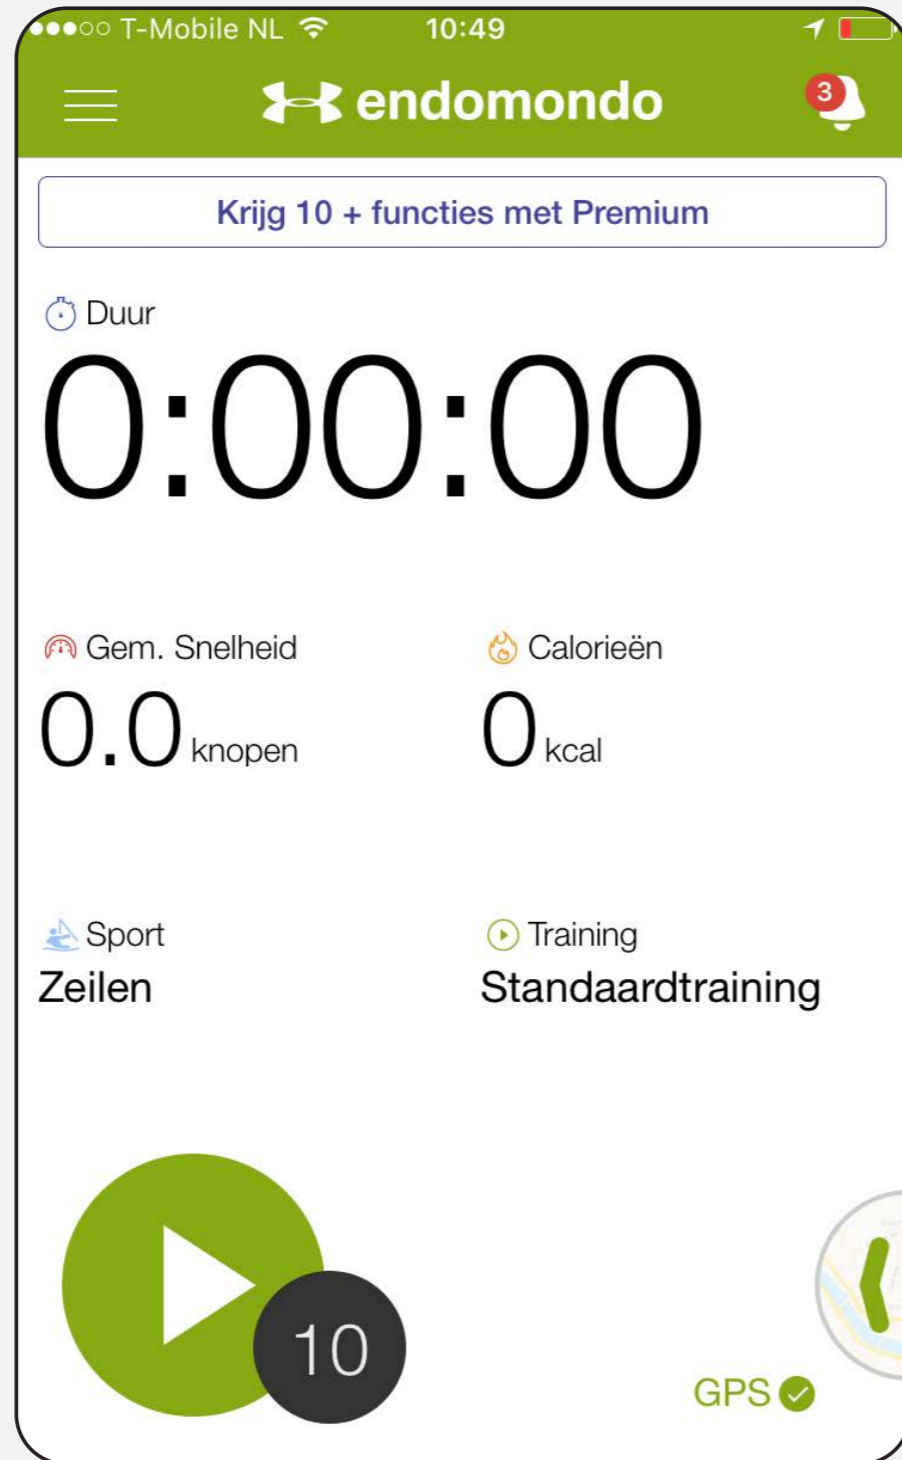 T-Mobile NL 10:49
endomondo 3
Krijg 10 + functies met Premium
Duur
0:00:00
Gem. Snelheid
0.0 knopen
Calorieën
0 kcal
Sport
Zeilen
Training
Standaardtraining
10
GPS